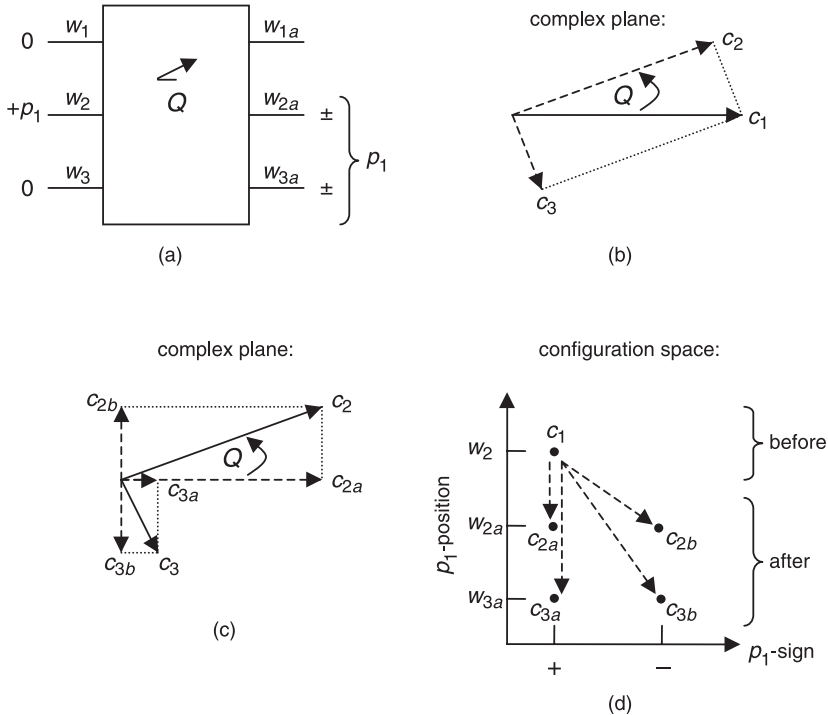 0 w1 w1a
Q
+p1 w2 w2a ±
p1
0 w3 w3a ±
(a)
complex plane:
c2
Q
c1
c3
(b)
complex plane:
c2b c2
Q
c3a c2a
c3b c3
(c)
configuration space:
c1
w2
before
w2a
c2a c2b
after
w3a
c3a c3b
p1-position
p1-sign
+ −
(d)